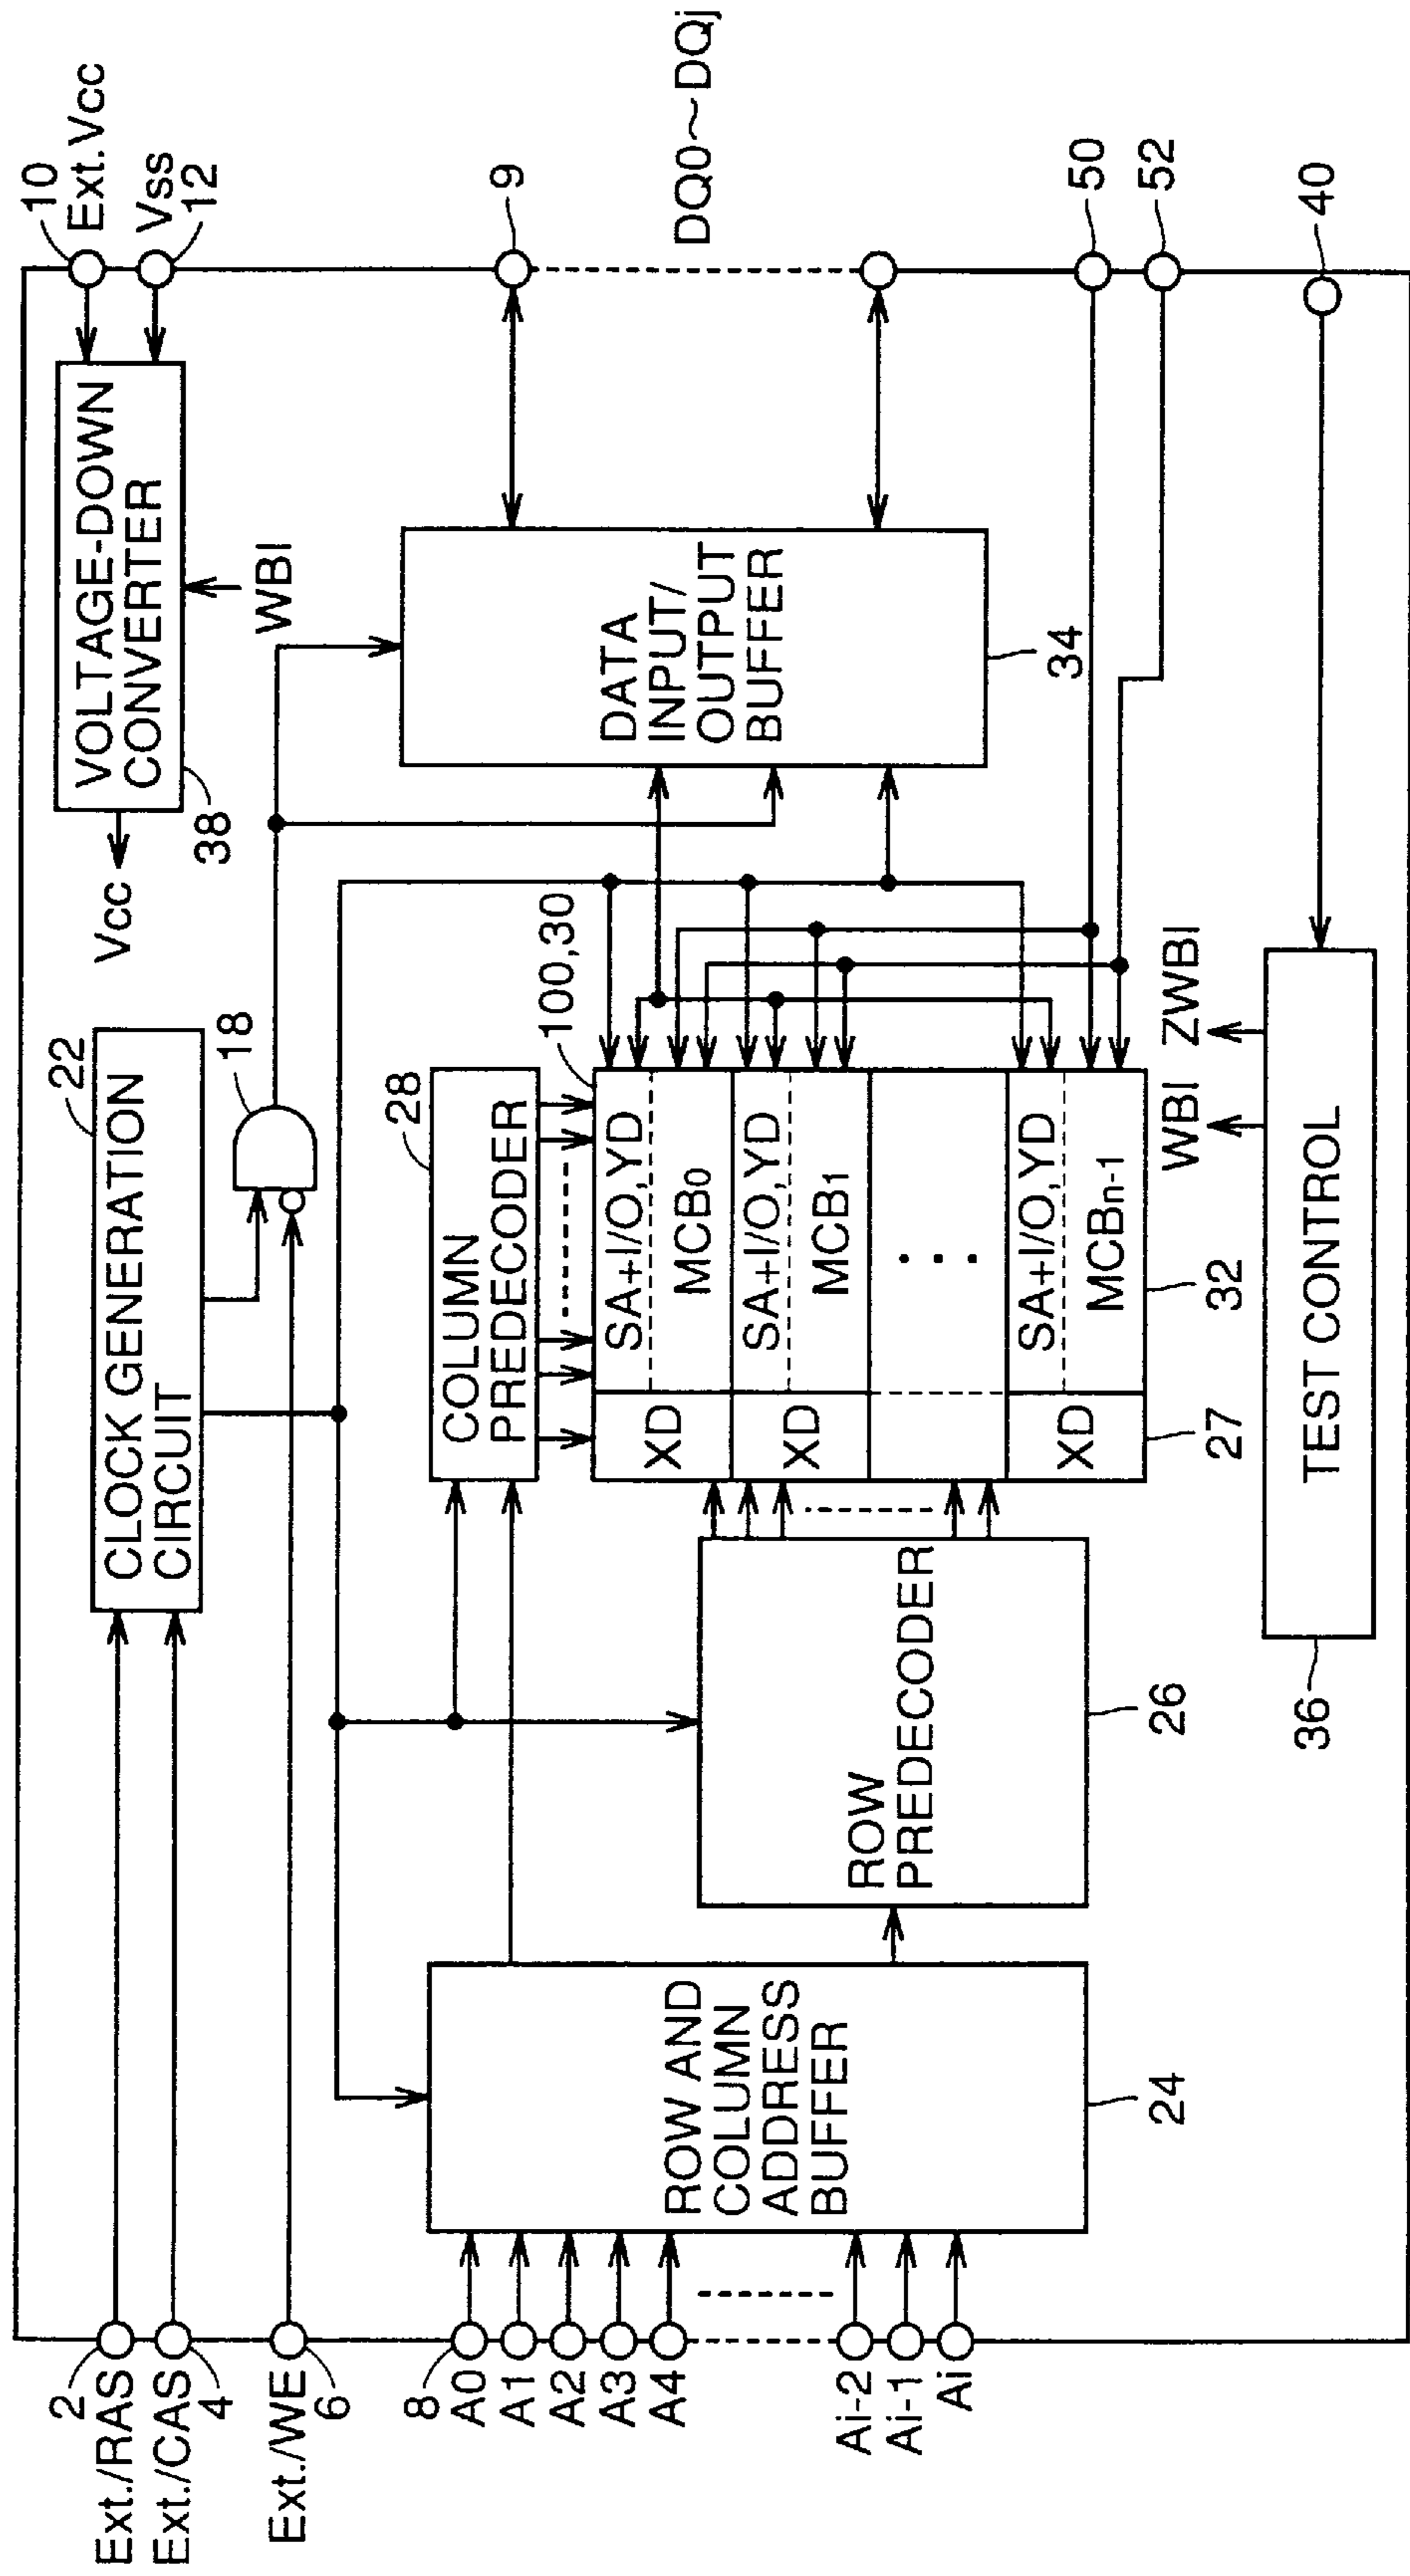 2
Ext./RAS
Ext./CAS
4
Ext./WE
6
8
A0
A1
A2
A3
A4
Ai-2
Ai-1
Ai
22
CLOCK GENERATION
CIRCUIT
18
VOLTAGE-DOWN
CONVERTER
38
Vcc
WBI
10
Ext.Vcc
Vss
12
ROW AND
COLUMN
ADDRESS
BUFFER
24
ROW
PREDECODER
26
COLUMN
PREDECODER
28
100,30
XD
SA+I/O,YD
MCB0
XD
SA+I/O,YD
MCB1
...
XD
SA+I/O,YD
MCBn-1
27
32
DATA
INPUT/
OUTPUT
BUFFER
34
9
DQ0~DQj
50
52
40
WBI
ZWBI
TEST CONTROL
36